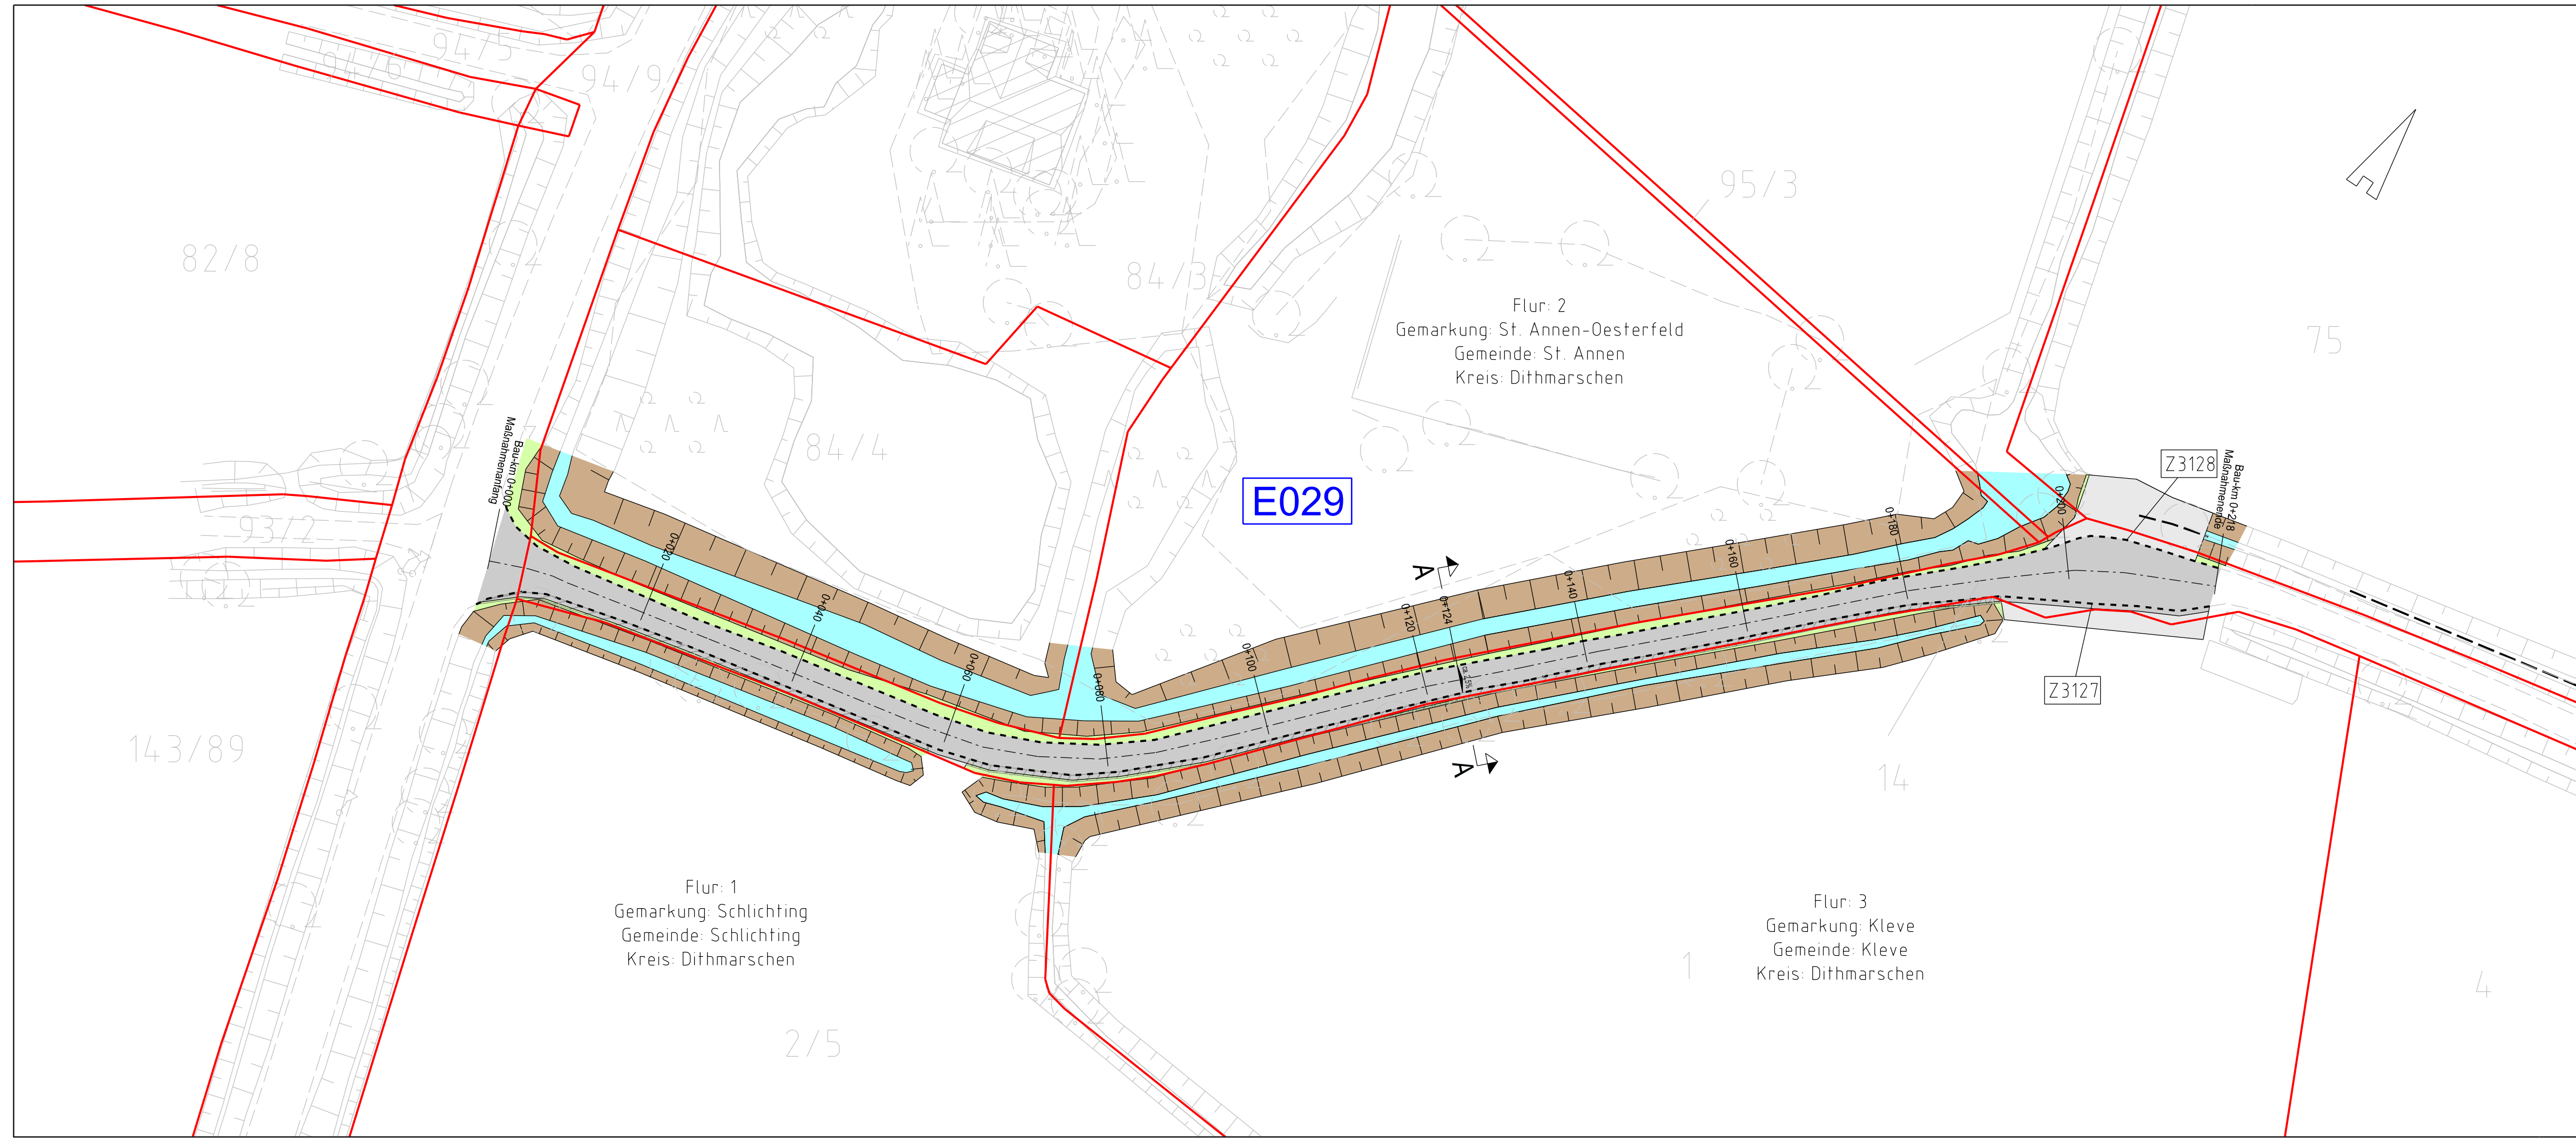 94/5
94/6
94/9
82/8
84/3
95/3
75
Flur: 2
Gemarkung: St. Annen-Oesterfeld
Gemeinde: St. Annen
Kreis: Dithmarschen
84/4
E029
Z3128
Bau-km 0+218
Maßnahmenende
Bau-km 0+000
Maßnahmenanfang
93/2
0+020
0+040
0+060
0+080
0+100
0+120
0+124
0+140
0+160
0+180
0+200
A
A
Z3127
143/89
14
Flur: 1
Gemarkung: Schlichting
Gemeinde: Schlichting
Kreis: Dithmarschen
Flur: 3
Gemarkung: Kleve
Gemeinde: Kleve
Kreis: Dithmarschen
1
4
2/5